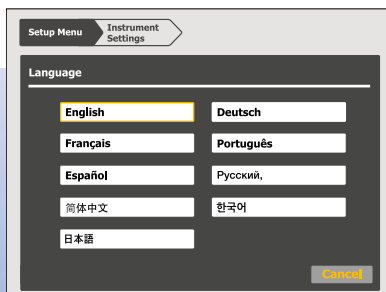 Setup Menu
Instrument
Settings
Language
English
Deutsch
Français
Português
Español
Русский,
简体中文
한국어
日本語
Cancel